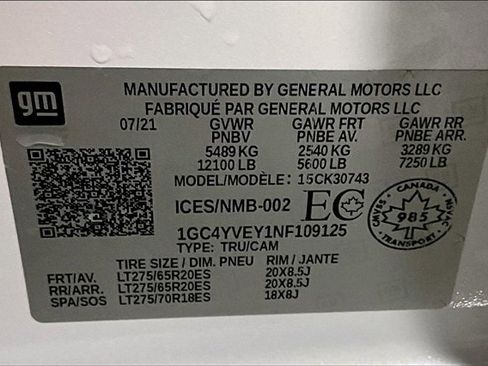 gm
MANUFACTURED BY GENERAL MOTORS LLC
FABRIQUÉ PAR GENERAL MOTORS LLC
07/21 GVWR GAWR FRT GAWR RR
PNBV PNBE AV. PNBE ARR.
5489 KG 2540 KG 3289 KG
12100 LB 5600 LB 7250 LB
MODEL/MODÈLE: 15CK30743
ICES/NMB-002 EC
1GC4YVEY1NF109125
TYPE: TRU/CAM
CANADA
985
TRANSPORT
TIRE SIZE / DIM. PNEU RIM / JANTE
FRT/AV. LT275/65R20ES 20X8.5J
RR/ARR. LT275/65R20ES 20X8.5J
SPA/SOS LT275/70R18ES 18X8J